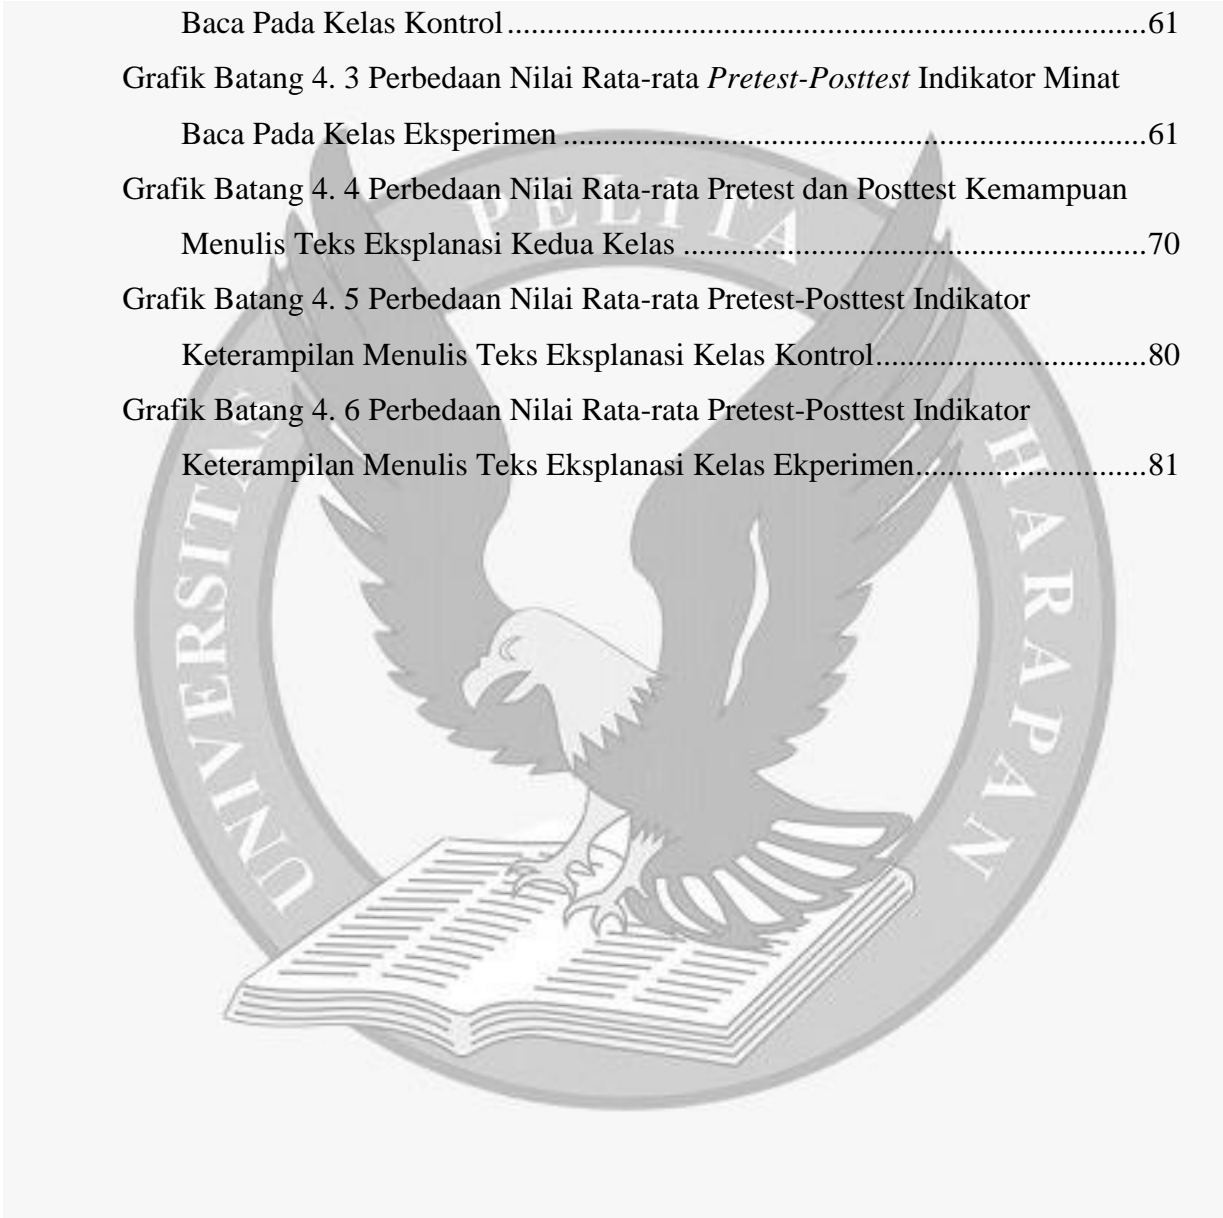 Baca Pada Kelas Kontrol ............................................................................61
Grafik Batang 4. 3 Perbedaan Nilai Rata-rata Pretest-Posttest Indikator Minat
Baca Pada Kelas Eksperimen .....................................................................61
Grafik Batang 4. 4 Perbedaan Nilai Rata-rata Pretest dan Posttest Kemampuan
Menulis Teks Eksplanasi Kedua Kelas .......................................................70
Grafik Batang 4. 5 Perbedaan Nilai Rata-rata Pretest-Posttest Indikator
Keterampilan Menulis Teks Eksplanasi Kelas Kontrol................................80
Grafik Batang 4. 6 Perbedaan Nilai Rata-rata Pretest-Posttest Indikator
Keterampilan Menulis Teks Eksplanasi Kelas Ekperimen...........................81
UNIVERSITAS
PELITA
HARAPAN